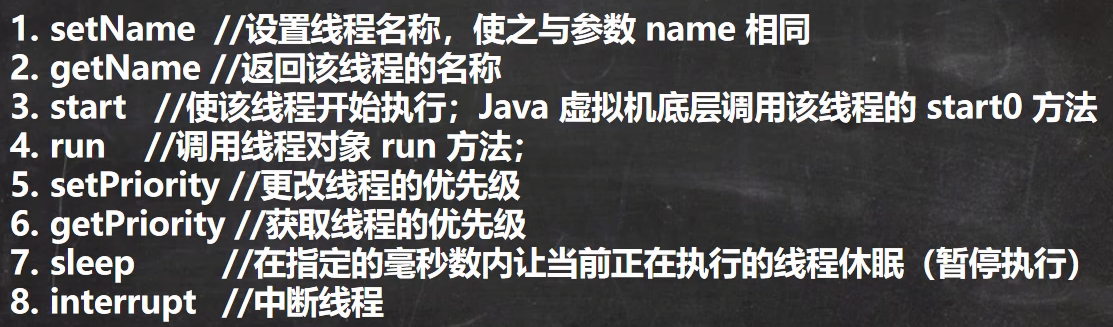 1. setName //设置线程名称，使之与参数 name 相同
2. getName //返回该线程的名称
3. start //使该线程开始执行；Java 虚拟机底层调用该线程的 start0 方法
4. run //调用线程对象 run 方法；
5. setPriority //更改线程的优先级
6. getPriority //获取线程的优先级
7. sleep //在指定的毫秒数内让当前正在执行的线程休眠（暂停执行）
8. interrupt //中断线程